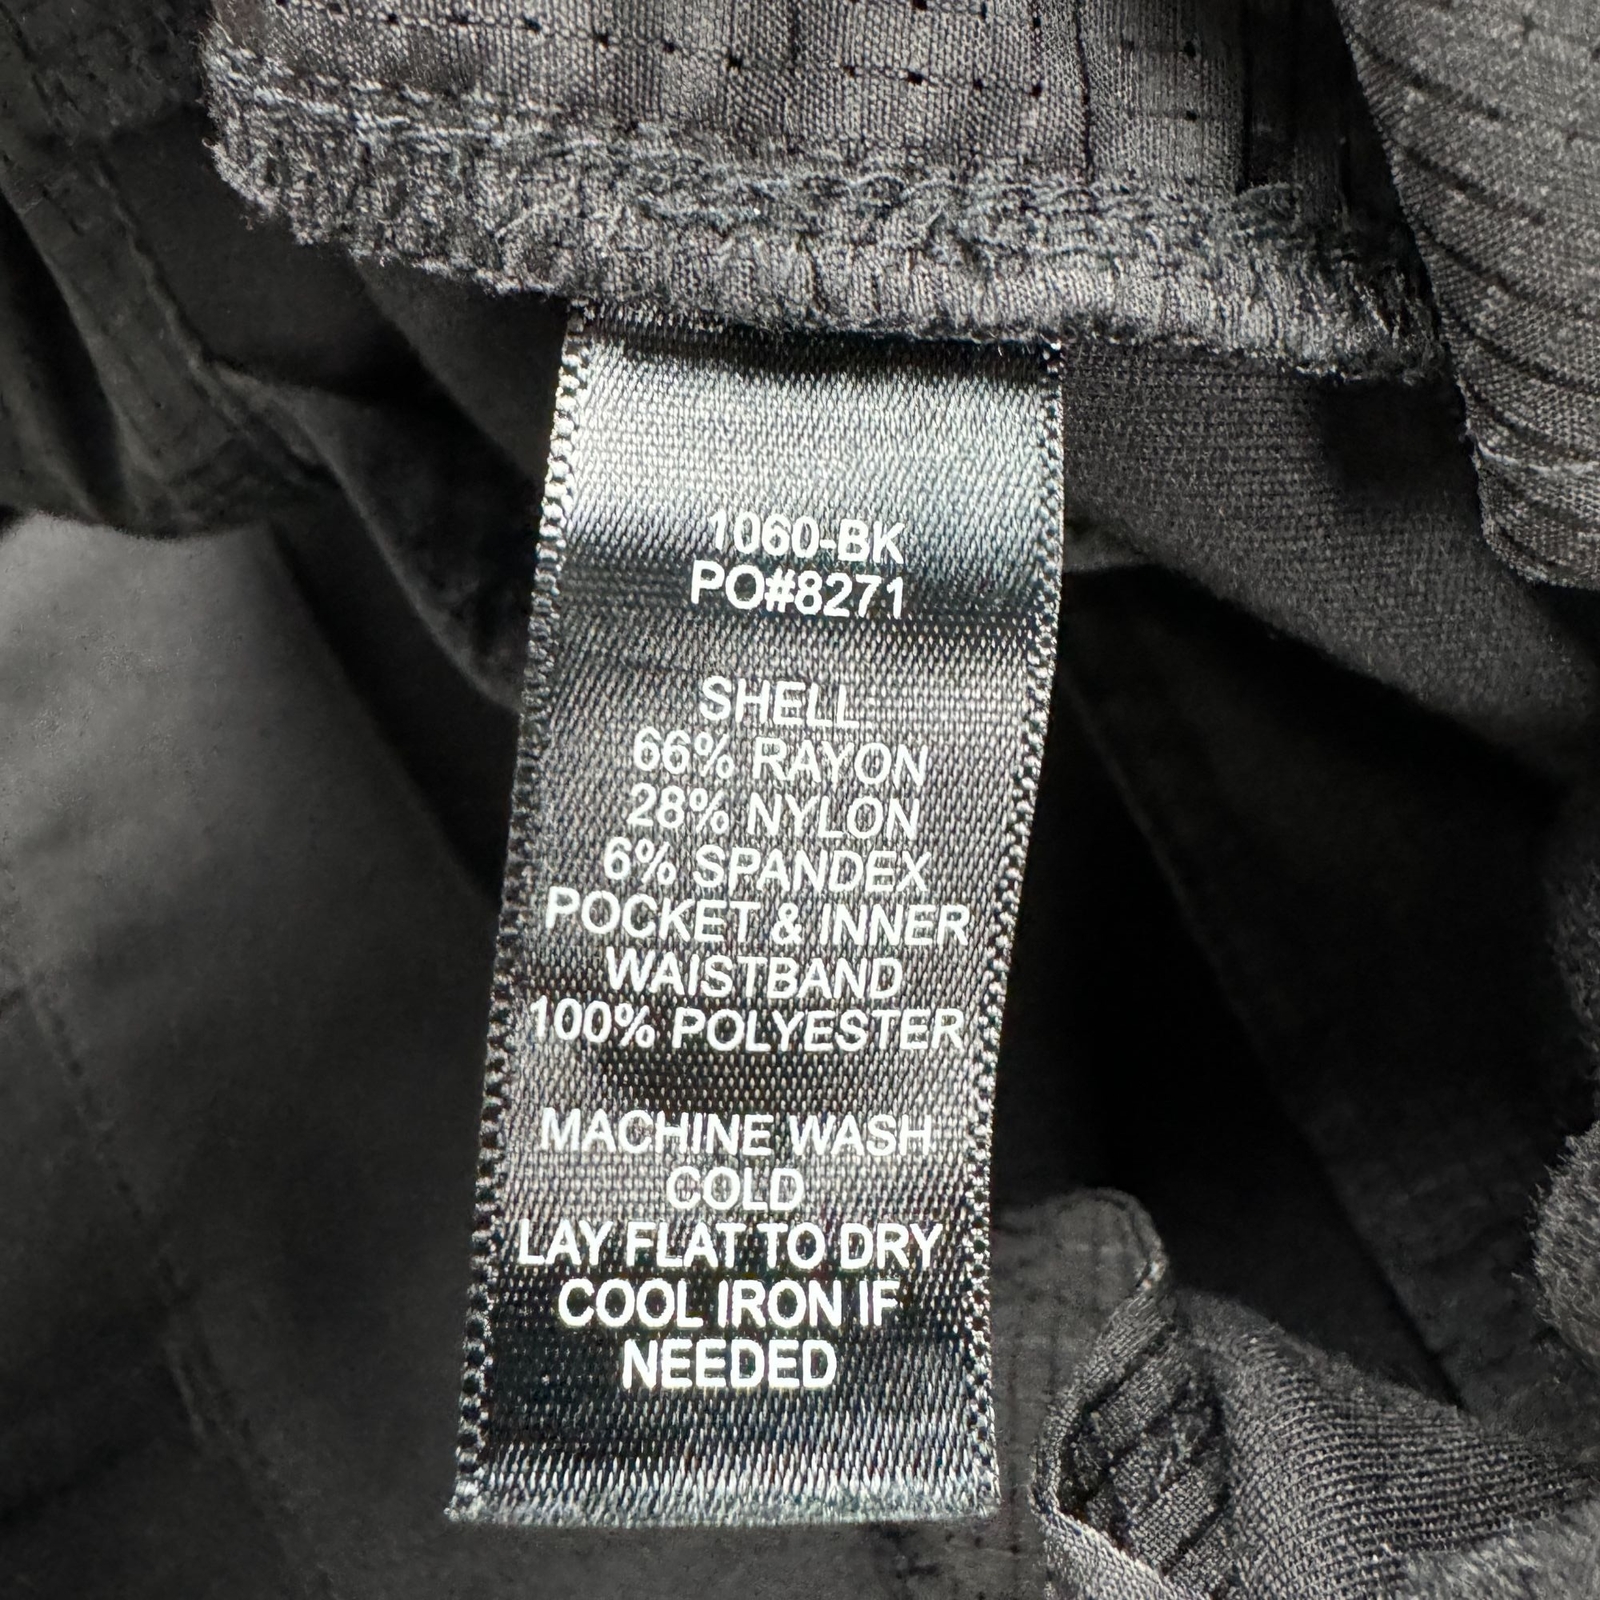 1060-BK
PO#8271
SHELL:
66% RAYON
28% NYLON
6% SPANDEX
POCKET & INNER
WAISTBAND
100% POLYESTER
MACHINE WASH
COLD
LAY FLAT TO DRY
COOL IRON IF
NEEDED